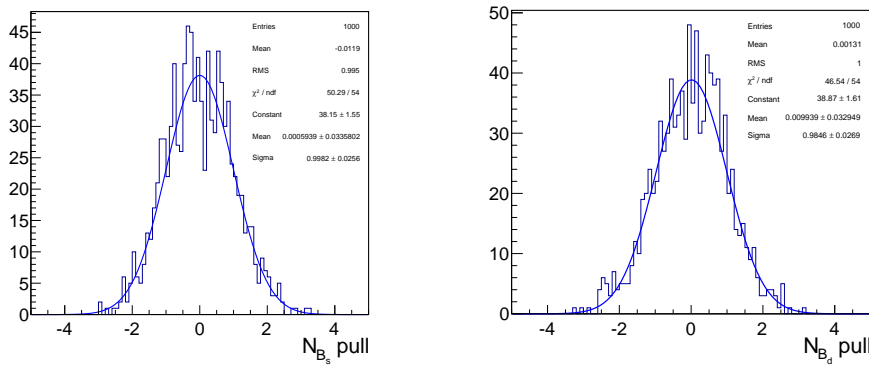 Entries 1000
Mean -0.0119
RMS 0.995
χ² / ndf 50.29 / 54
Constant 38.15 ± 1.55
Mean 0.0005939 ± 0.0335802
Sigma 0.9982 ± 0.0256
45
40
35
30
25
20
15
10
5
0
-4 -2 0 2 4
N_{B_s} pull
Entries 1000
Mean 0.00131
RMS 1
χ² / ndf 46.54 / 54
Constant 38.87 ± 1.61
Mean 0.009939 ± 0.032949
Sigma 0.9846 ± 0.0269
50
40
30
20
10
0
-4 -2 0 2 4
N_{B_d} pull